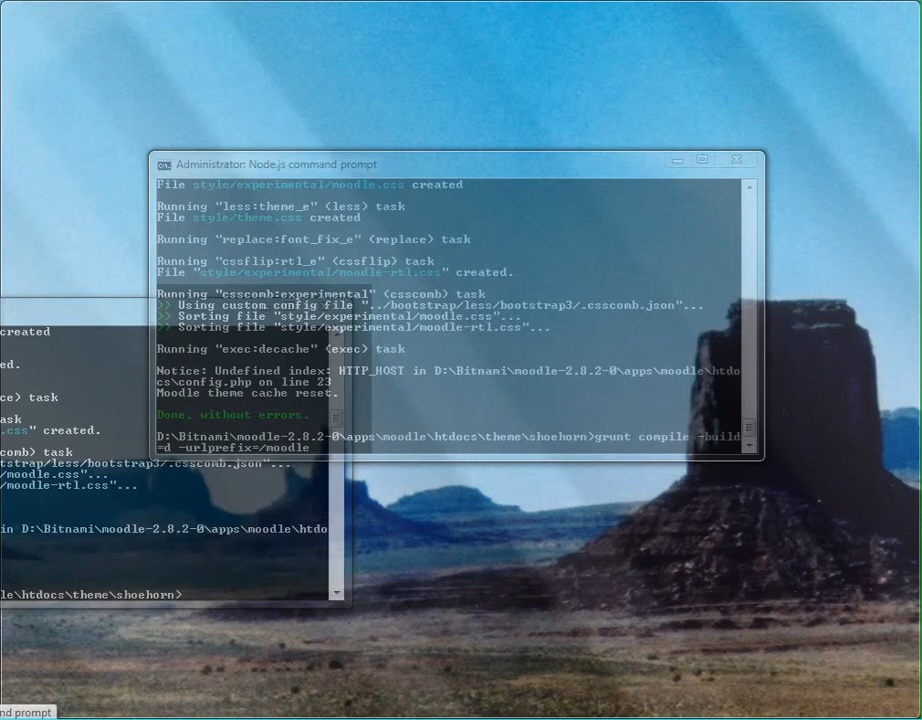 Administrator: Node.js command prompt
File style/experimental/moodle.css created
Running "less:theme_e" (less) task
File style/theme.css created
Running "replace:font_fix_e" (replace) task
Running "cssflip:rtl_e" (cssflip) task
File "style/experimental/moodle-rtl.css" created.
Running "csscomb:experimental" (csscomb) task
>> Using custom config file "../bootstrap/less/bootstrap3/.csscomb.json"...
>> Sorting file "style/experimental/moodle.css"...
>> Sorting file "style/experimental/moodle-rtl.css"...
Running "exec:decache" (exec) task
Notice: Undefined index: HTTP_HOST in D:\Bitnami\moodle-2.8.2-0\apps\moodle\htdo
cs\config.php on line 23
Moodle theme cache reset.
Done, without errors.
D:\Bitnami\moodle-2.8.2-0\apps\moodle\htdocs\theme\shoehorn>grunt compile -build
=d -urlprefix=/moodle
created
ed.
ce) task
ask
.css" created.
comb) task
tstrap/less/bootstrap3/.csscomb.json"...
/moodle.css"...
/moodle-rtl.css"...
in D:\Bitnami\moodle-2.8.2-0\apps\moodle\htdo
le\htdocs\theme\shoehorn>
nd prompt